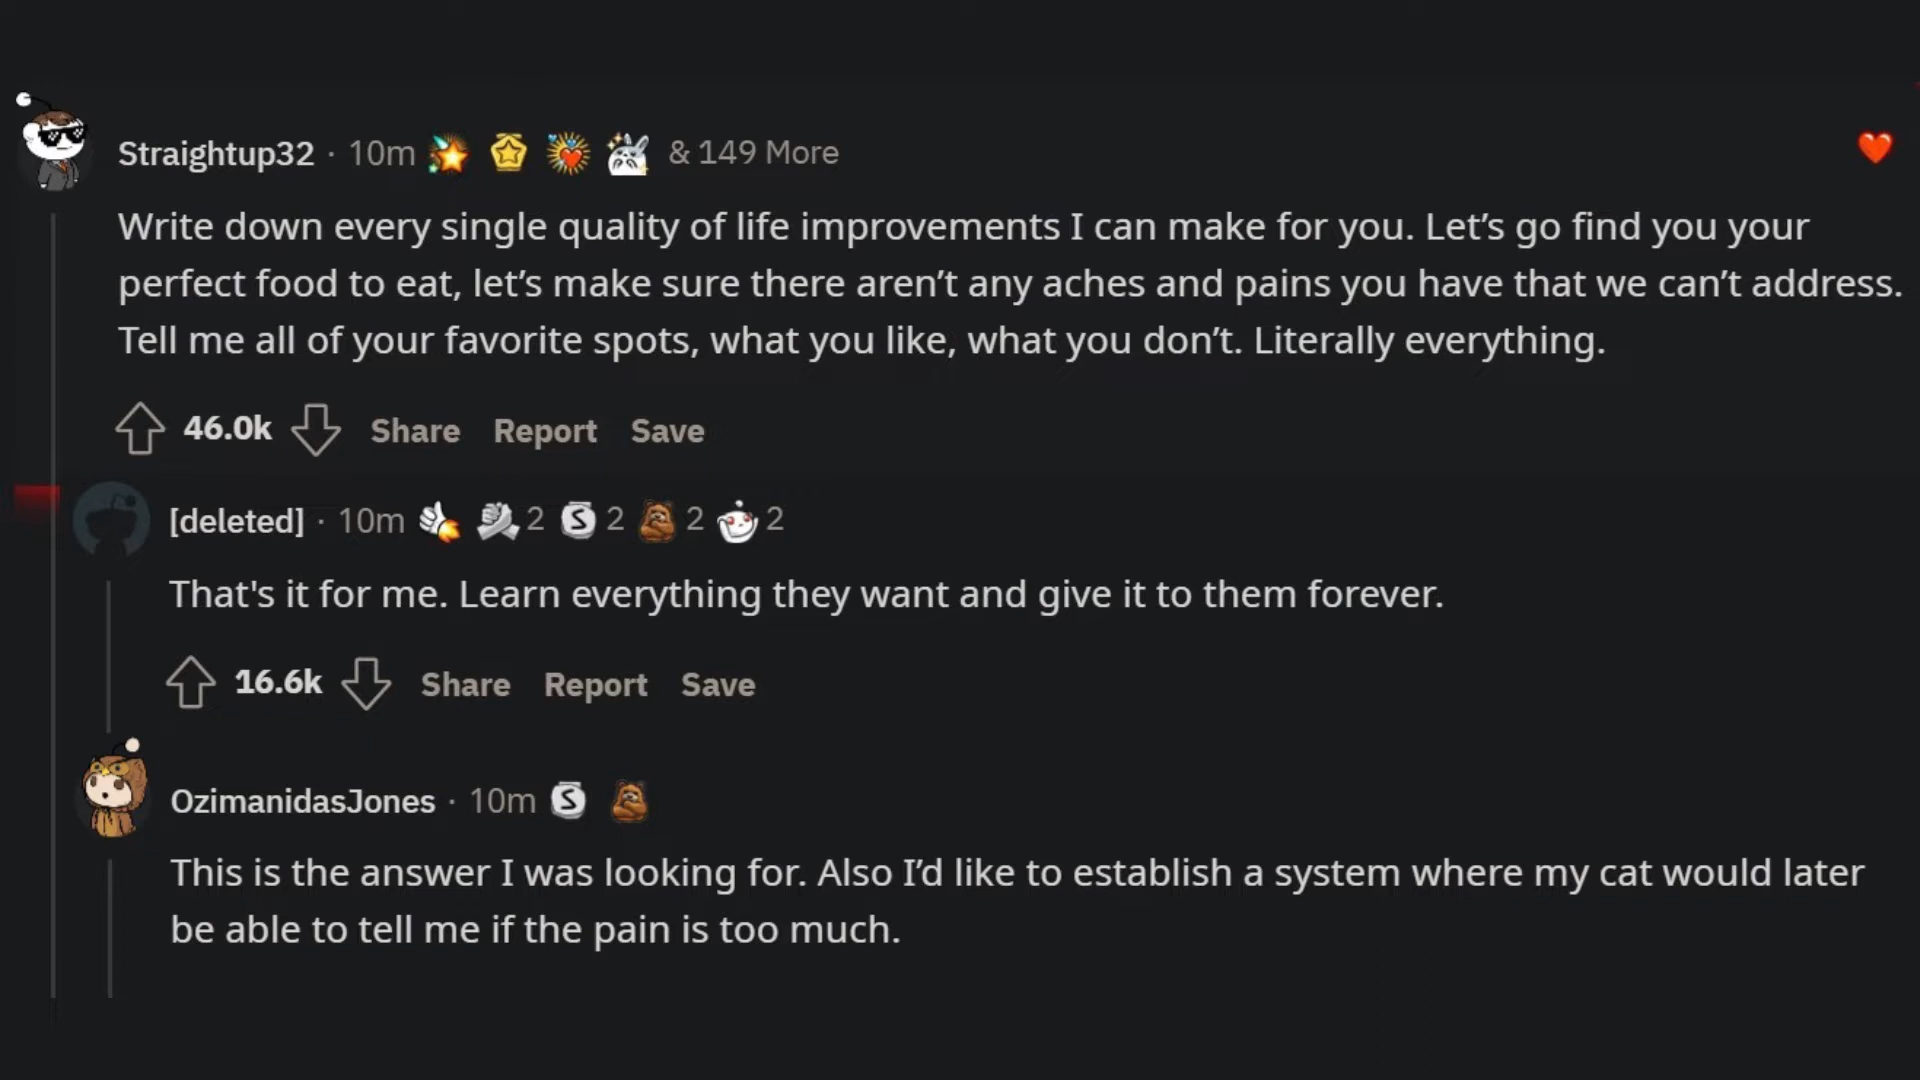 Straightup32 · 10m & 149 More
Write down every single quality of life improvements I can make for you. Let’s go find you your
perfect food to eat, let’s make sure there aren’t any aches and pains you have that we can’t address.
Tell me all of your favorite spots, what you like, what you don’t. Literally everything.
46.0k Share Report Save
[deleted] · 10m 2 S 2 2 2
That's it for me. Learn everything they want and give it to them forever.
16.6k Share Report Save
OzimanidasJones · 10m S
This is the answer I was looking for. Also I’d like to establish a system where my cat would later
be able to tell me if the pain is too much.